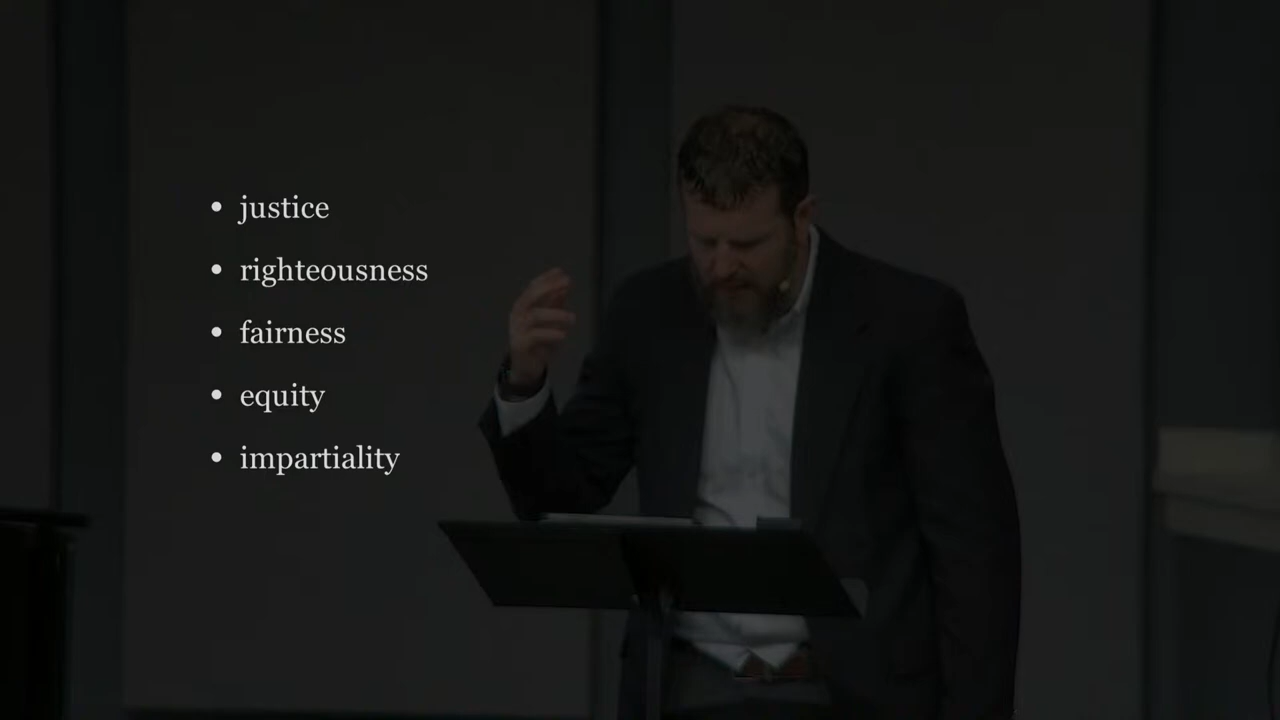 • justice
• righteousness
• fairness
• equity
• impartiality